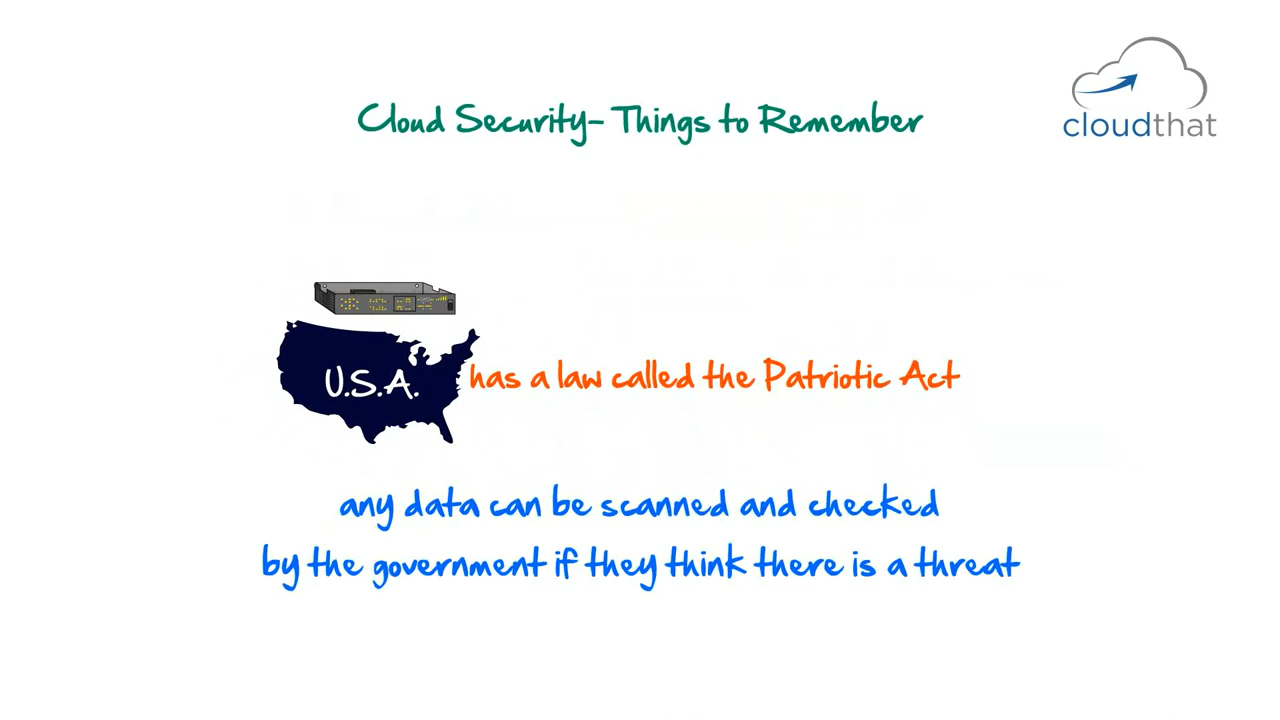 cloudthat
Cloud Security- Things to Remember
U.S.A. has a law called the Patriotic Act
any data can be scanned and checked
by the government if they think there is a threat